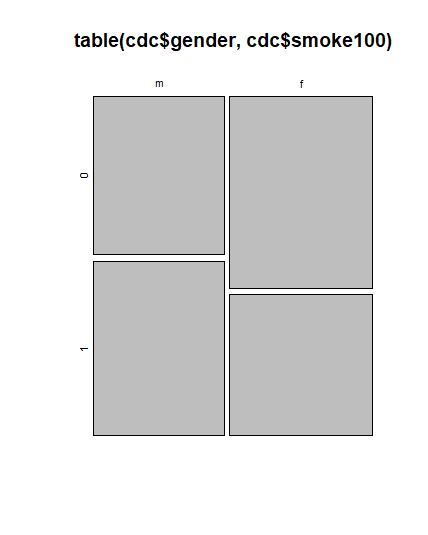 table(cdc$gender, cdc$smoke100)
m f
0
1